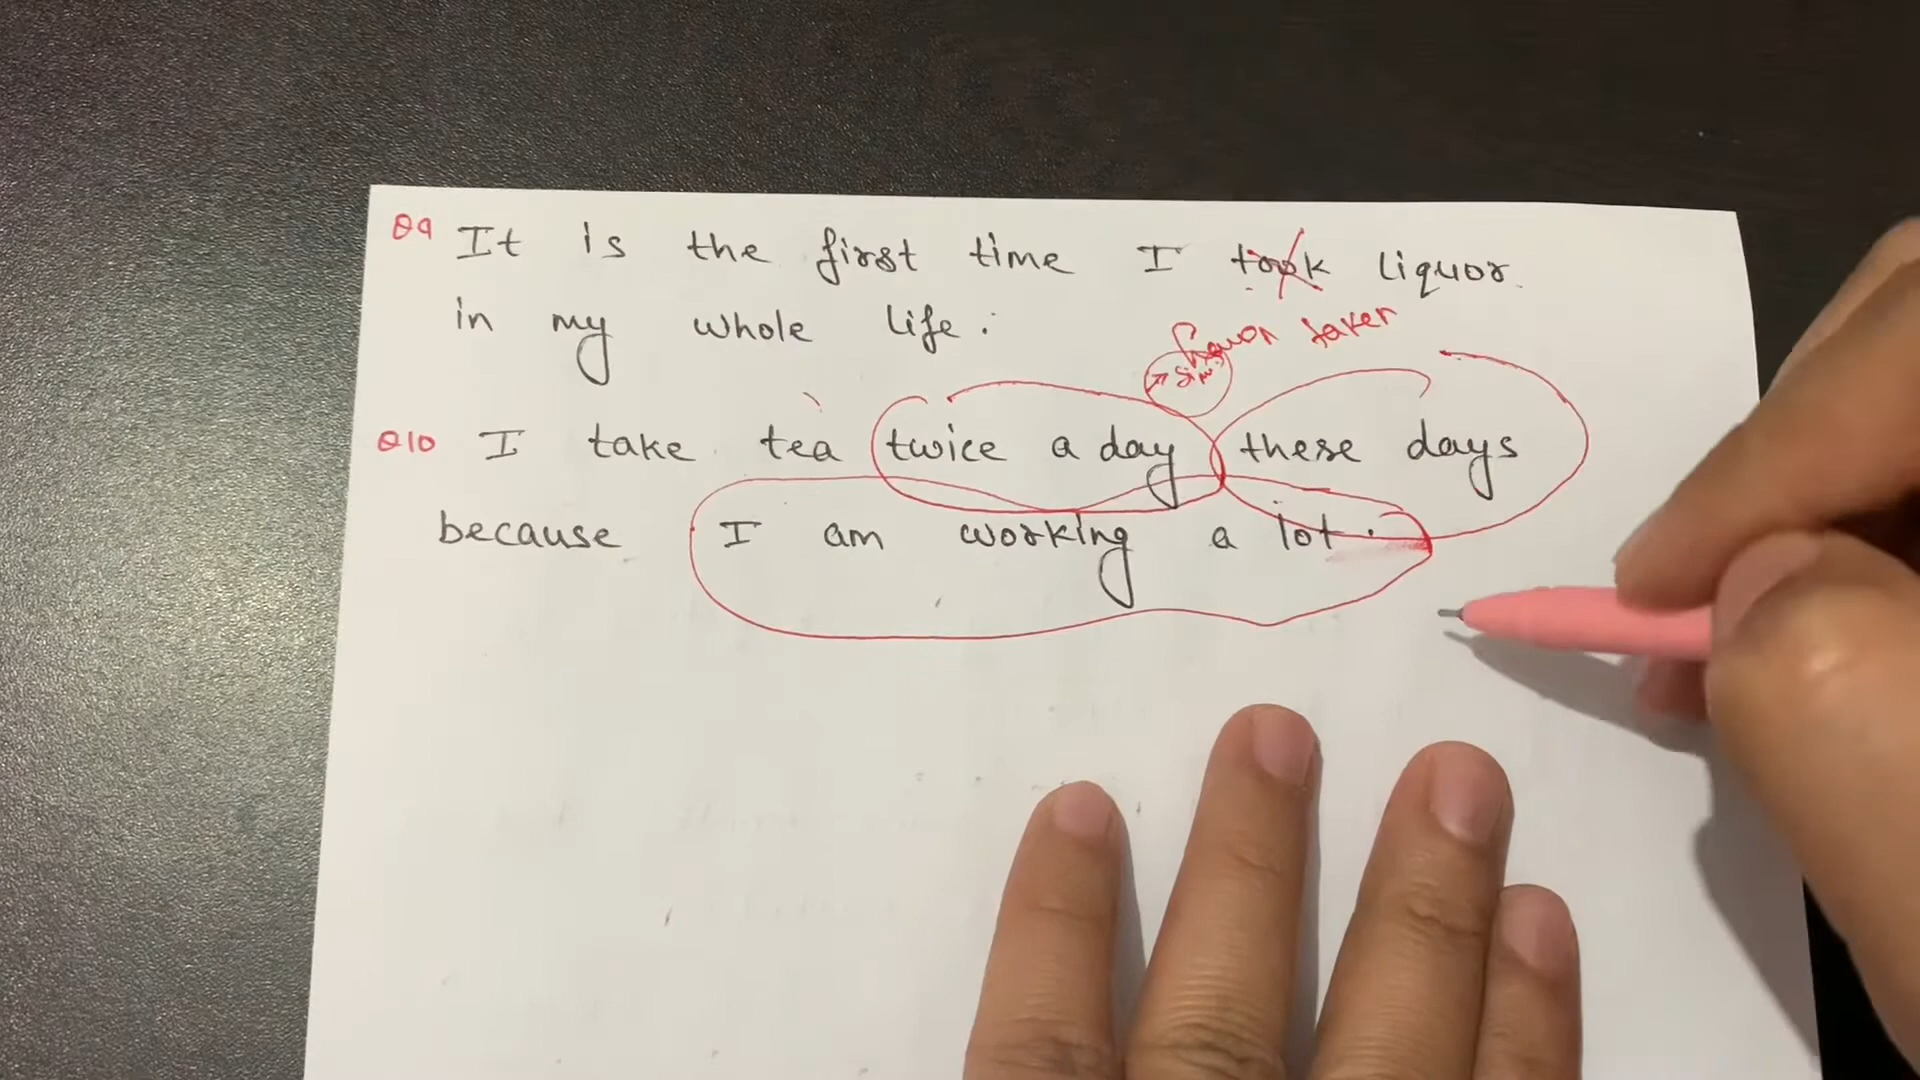 Q9 It is the first time I took liquor
in my whole life.
taken
Q10 I take tea twice a day these days
because I am working a lot.